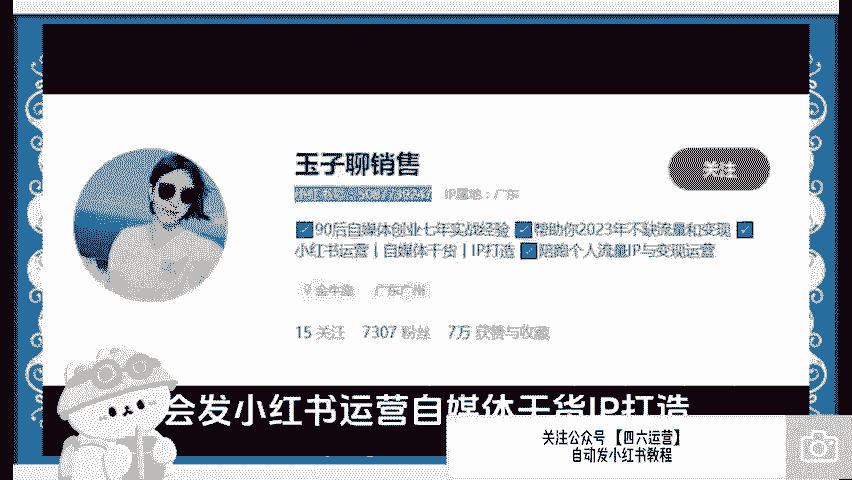 玉子聊销售
关注
IP属地：广东
90后自媒体创业七年实战经验 帮助你2023年不缺流量和变现
小红书运营｜自媒体干货｜IP打造 陪跑个人流量IP与变现运营
金牛座 广东广州
15 关注 7307 粉丝 7万 获赞与收藏
会发小红书运营自媒体干货IP打造
关注公众号【四六运营】
自动发小红书教程